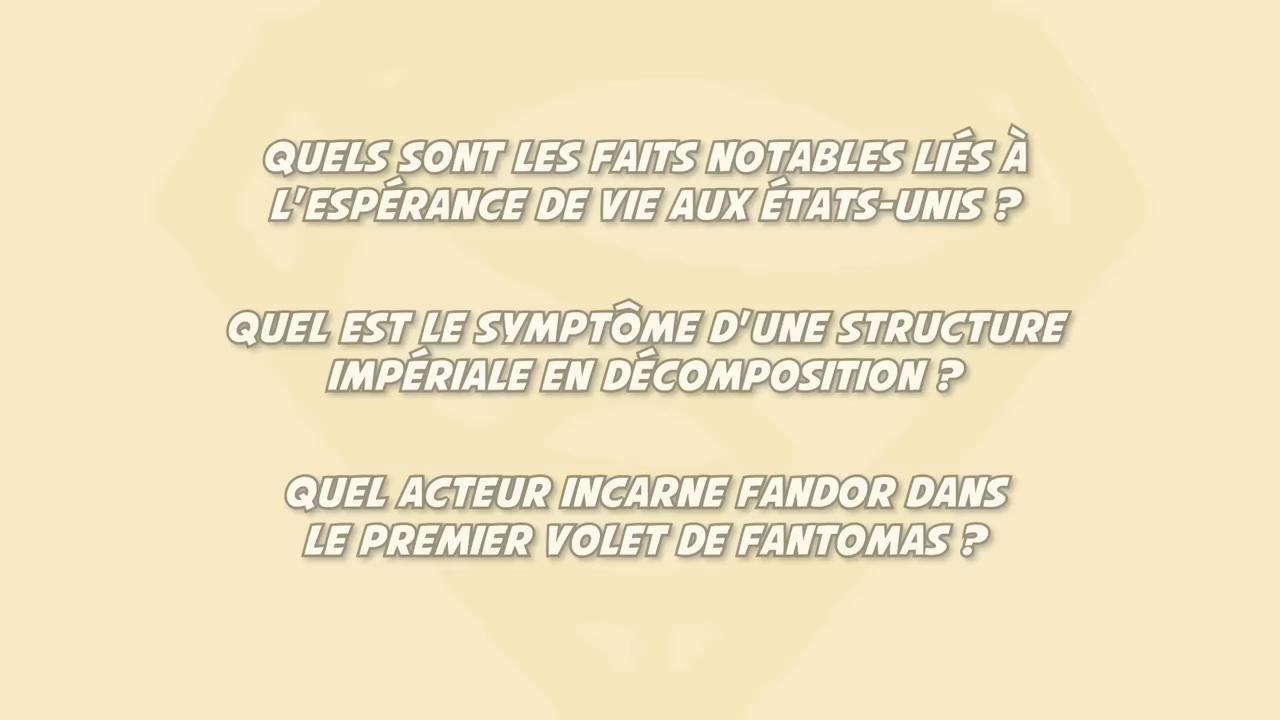 QUELS SONT LES FAITS NOTABLES LIÉS À
L'ESPÉRANCE DE VIE AUX ÉTATS-UNIS ?
QUEL EST LE SYMPTÔME D'UNE STRUCTURE
IMPÉRIALE EN DÉCOMPOSITION ?
QUEL ACTEUR INCARNE FANDOR DANS
LE PREMIER VOLET DE FANTOMAS ?